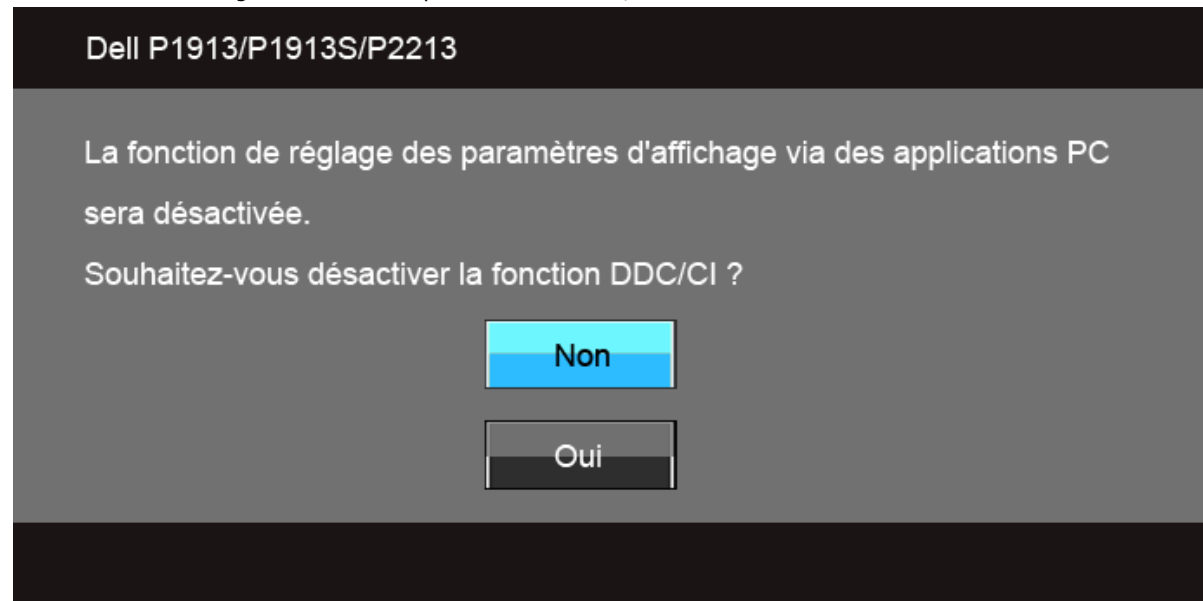 Dell P1913/P1913S/P2213
La fonction de réglage des paramètres d'affichage via des applications PC
sera désactivée.
Souhaitez-vous désactiver la fonction DDC/CI ?
Non
Oui